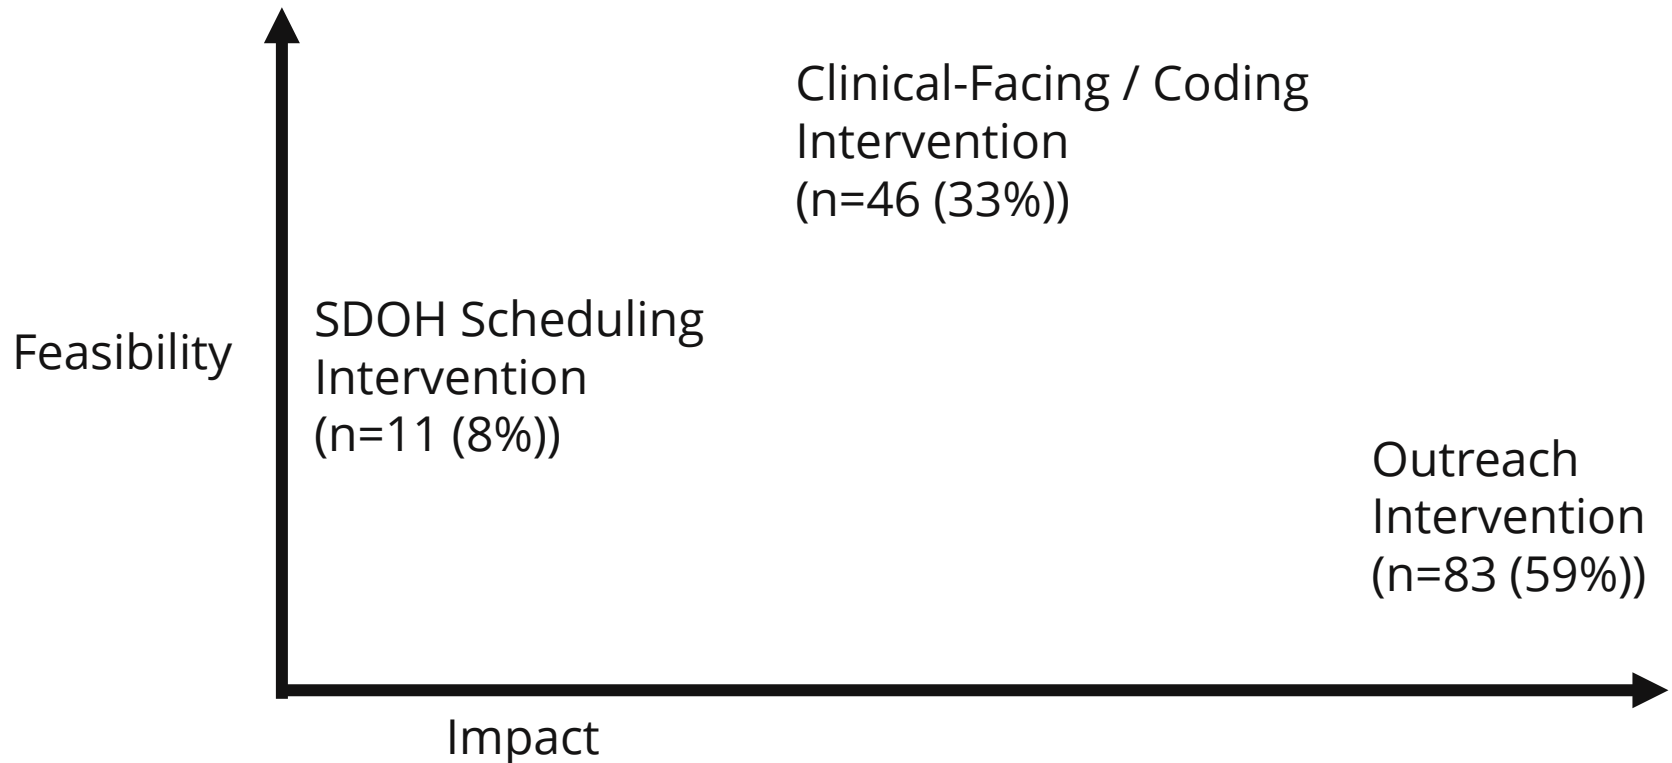 Clinical-Facing / Coding
Intervention
(n=46 (33%))
SDOH Scheduling
Intervention
(n=11 (8%))
Feasibility
Outreach
Intervention
(n=83 (59%))
Impact